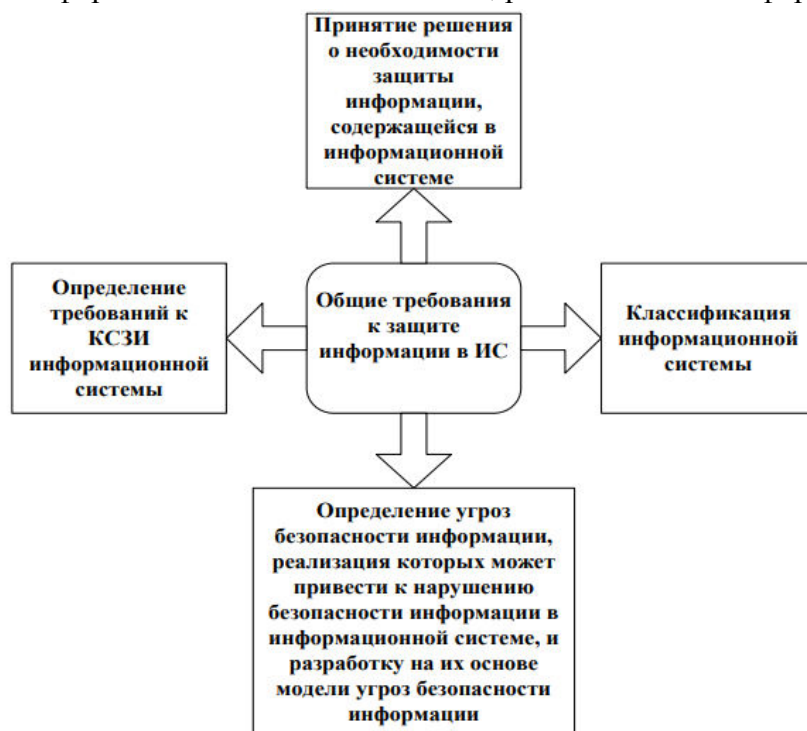 Принятие решения
о необходимости
защиты
информации,
содержащейся в
информационной
системе
Определение
требований к
КСЗИ
информационной
системы
Общие требования
к защите
информации в ИС
Классификация
информационной
системы
Определение угроз
безопасности информации,
реализация которых может
привести к нарушению
безопасности информации в
информационной системе, и
разработку на их основе
модели угроз безопасности
информации